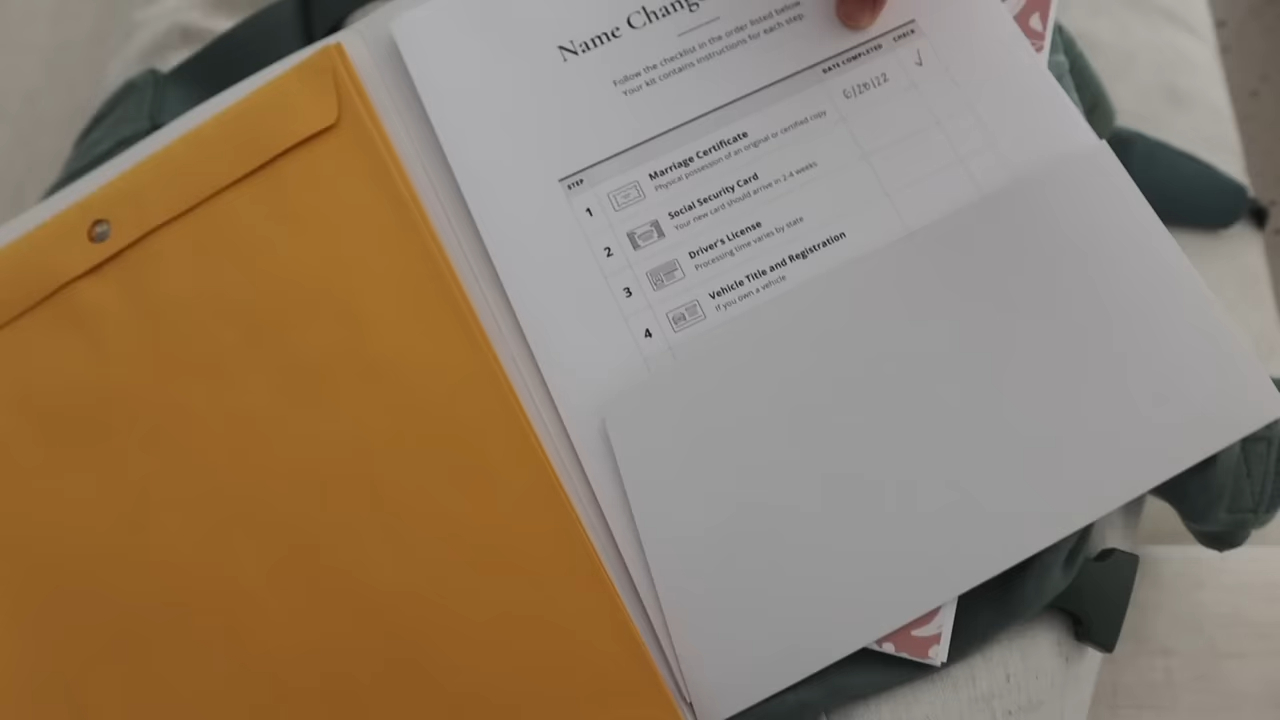 Name Chang
Follow the checklist in the order listed below
Your kit contains instructions for each step.
STEP DATE COMPLETED CHECK
1 Marriage Certificate 6/20/22 ✓
Physical possession of an original or certified copy
2 Social Security Card
Your new card should arrive in 2-4 weeks
3 Driver's License
Processing time varies by state
4 Vehicle Title and Registration
If you own a vehicle